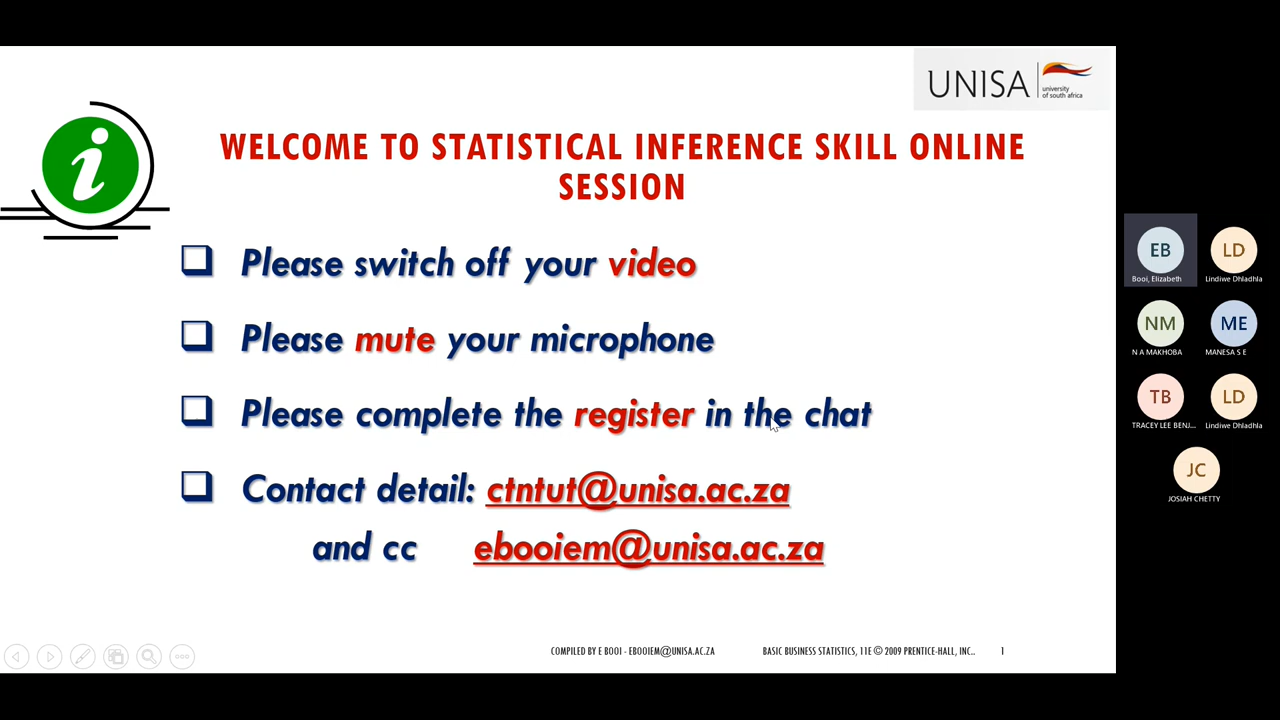 UNISA
university
of south africa
i
WELCOME TO STATISTICAL INFERENCE SKILL ONLINE
SESSION
Please switch off your video
Please mute your microphone
Please complete the register in the chat
Contact detail: ctntut@unisa.ac.za
and cc ebooiem@unisa.ac.za
COMPILED BY E BOOI - EBOOIEM@UNISA.AC.ZA
BASIC BUSINESS STATISTICS, 11E © 2009 PRENTICE-HALL, INC..
1
EB
Booi, Elizabeth
LD
Lindiwe Dhladhla
NM
N A MAKHOBA
ME
MANESA S E
TB
TRACEY LEE BENJ...
LD
Lindiwe Dhladhla
JC
JOSIAH CHETTY